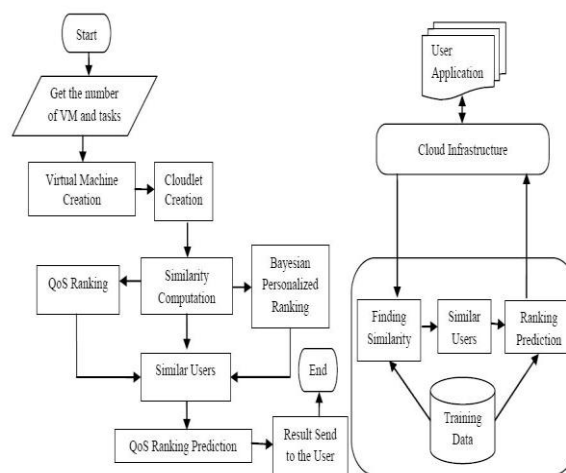 Start
Get the number
of VM and tasks
Virtual Machine
Creation
Cloudlet
Creation
QoS Ranking
Similarity
Computation
Bayesian
Personalized
Ranking
Similar Users
End
QoS Ranking Prediction
Result Send
to the User
User
Application
Cloud Infrastructure
Finding
Similarity
Similar
Users
Ranking
Prediction
Training
Data